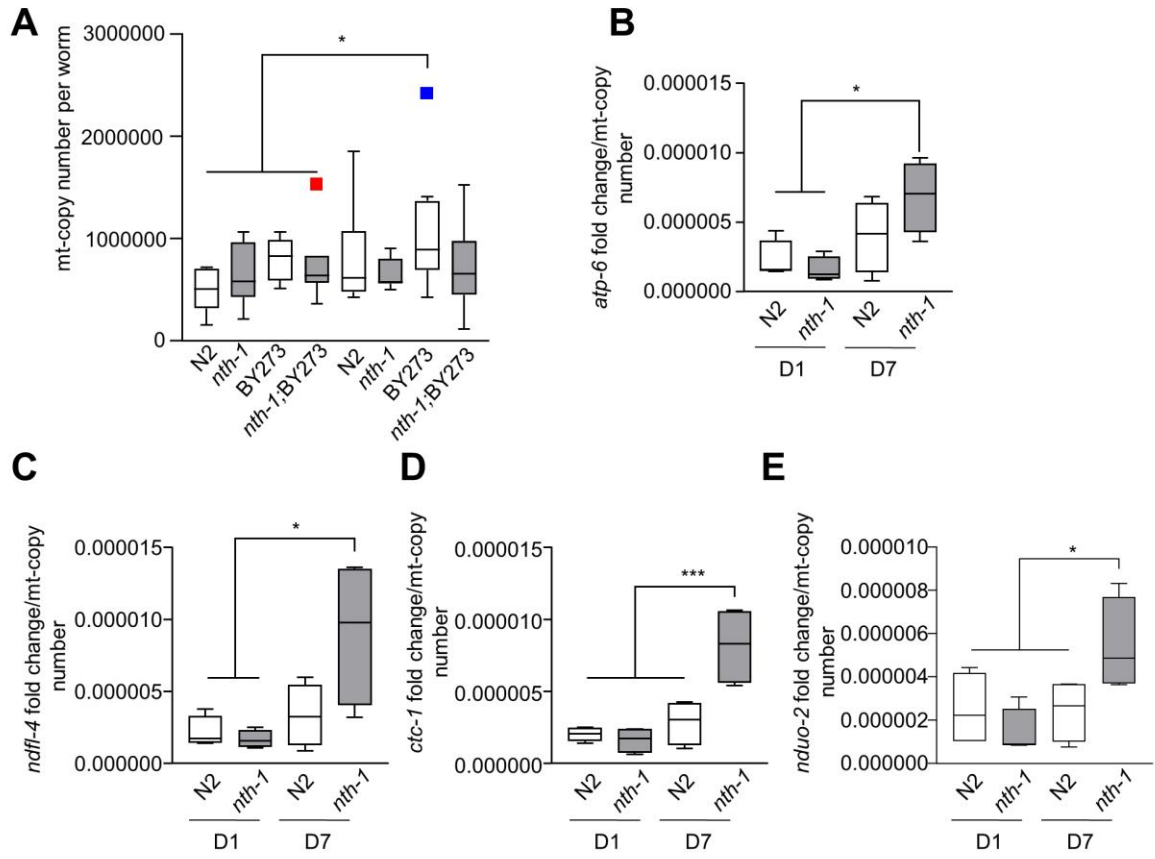 A
mt-copy number per worm
3000000
2000000
1000000
0
*
N2
nth-1
BY273
nth-1;BY273
N2
nth-1
BY273
nth-1;BY273
B
atp-6 fold change/mt-copy
number
0.000015
0.000010
0.000005
0.000000
*
N2
nth-1
N2
nth-1
D1
D7
C
ndfl-4 fold change/mt-copy
number
0.000015
0.000010
0.000005
0.000000
*
N2
nth-1
N2
nth-1
D1
D7
D
ctc-1 fold change/mt-copy
number
0.000015
0.000010
0.000005
0.000000
***
N2
nth-1
N2
nth-1
D1
D7
E
nduo-2 fold change/mt-copy
number
0.000010
0.000008
0.000006
0.000004
0.000002
0.000000
*
N2
nth-1
N2
nth-1
D1
D7